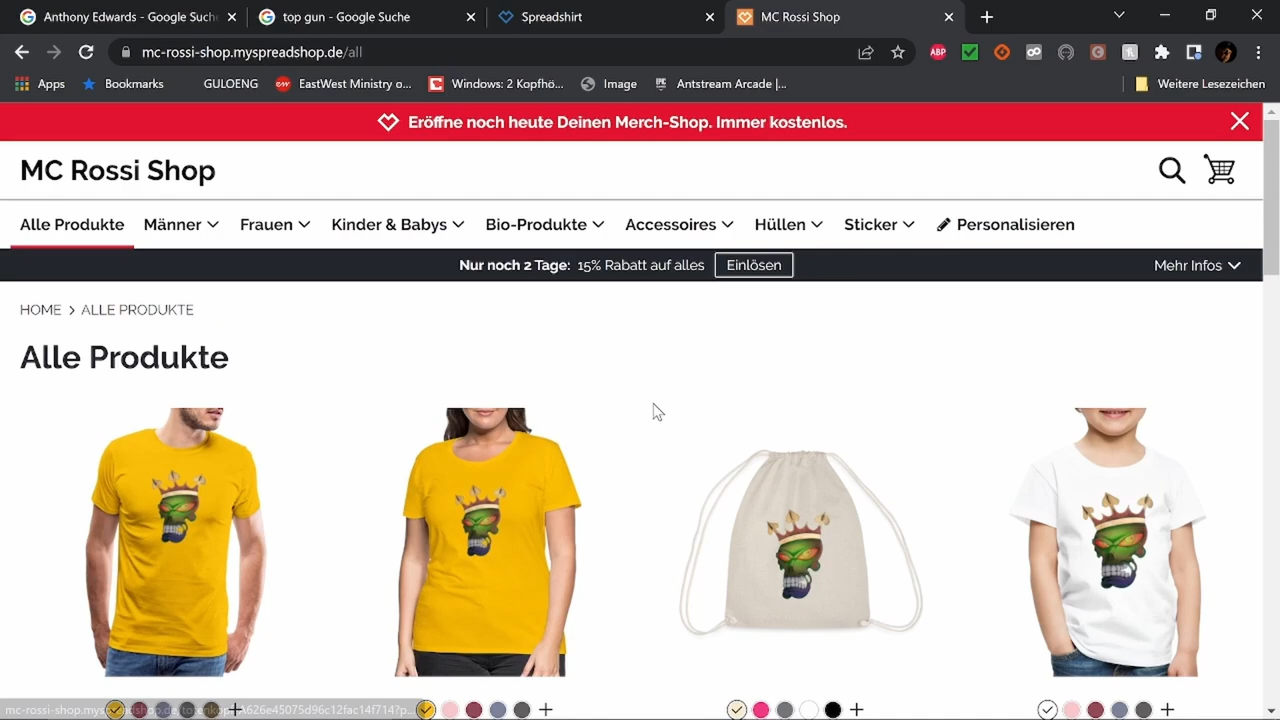 Anthony Edwards - Google Suche
top gun - Google Suche
Spreadshirt
MC Rossi Shop
mc-rossi-shop.myspreadshop.de/all
ABP
Apps
Bookmarks
GULOENG
EastWest Ministry o...
Windows: 2 Kopfhö...
Image
Antstream Arcade |...
Weitere Lesezeichen
Eröffne noch heute Deinen Merch-Shop. Immer kostenlos.
MC Rossi Shop
Alle Produkte Männer Frauen Kinder & Babys Bio-Produkte Accessoires Hüllen Sticker Personalisieren
Nur noch 2 Tage: 15% Rabatt auf alles Einlösen Mehr Infos
HOME > ALLE PRODUKTE
Alle Produkte